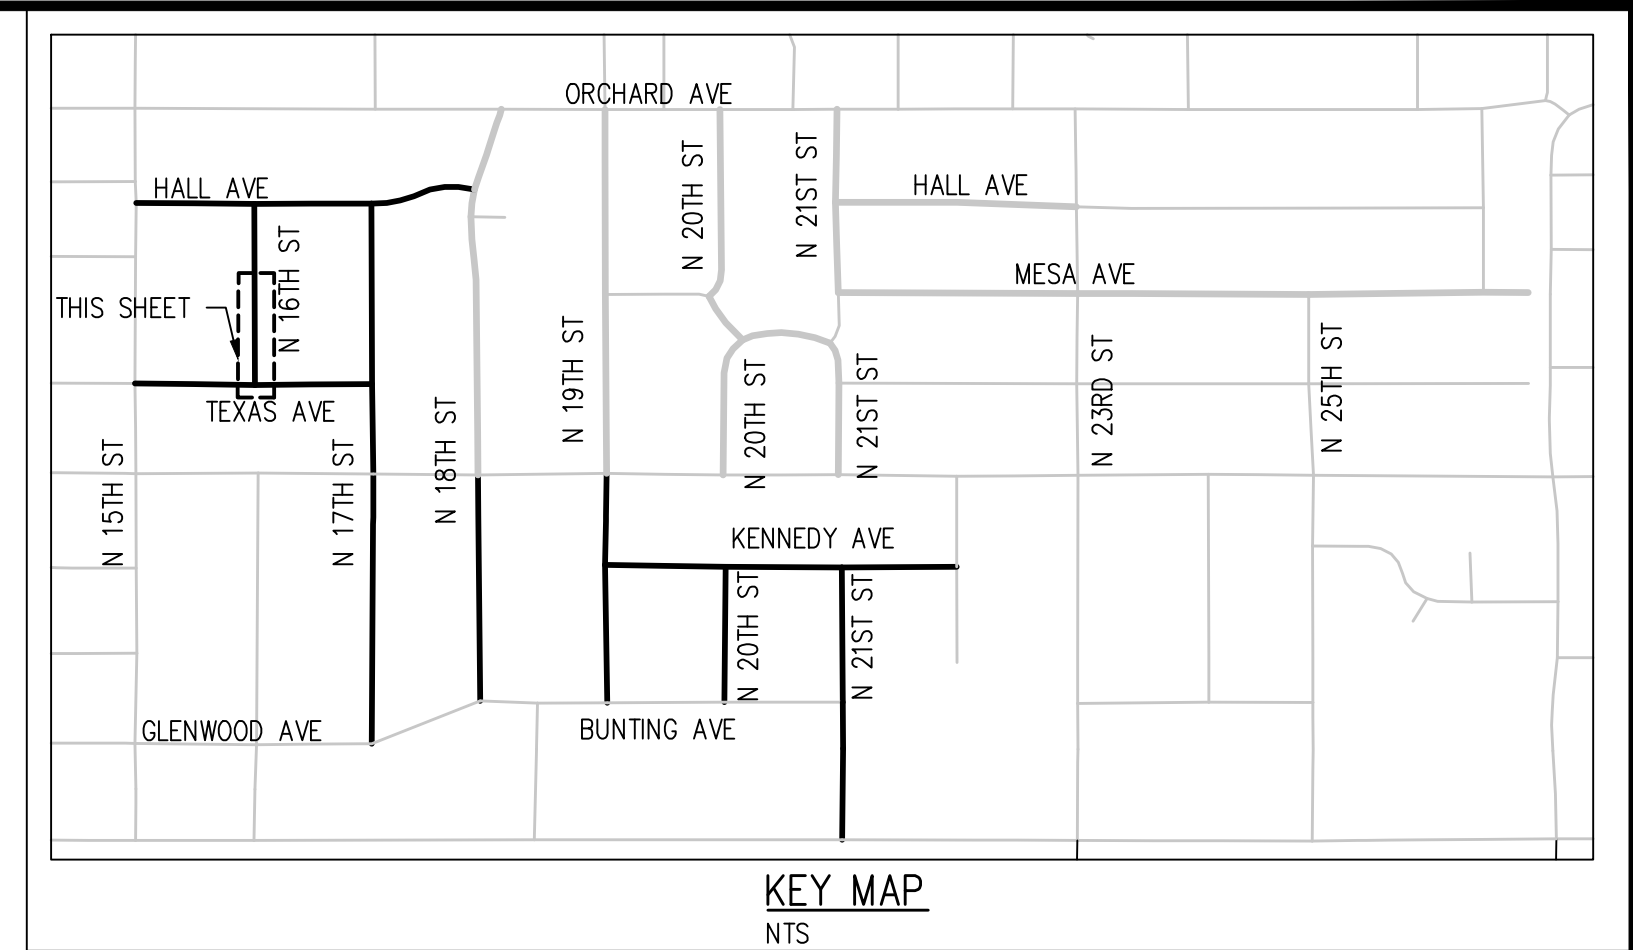 ORCHARD AVE
HALL AVE
N 16TH ST
THIS SHEET
TEXAS AVE
N 15TH ST
N 17TH ST
N 18TH ST
N 19TH ST
N 20TH ST
N 21ST ST
HALL AVE
MESA AVE
N 20TH ST
N 21ST ST
N 23RD ST
N 25TH ST
KENNEDY AVE
N 20TH ST
N 21ST ST
GLENWOOD AVE
BUNTING AVE
KEY MAP
NTS